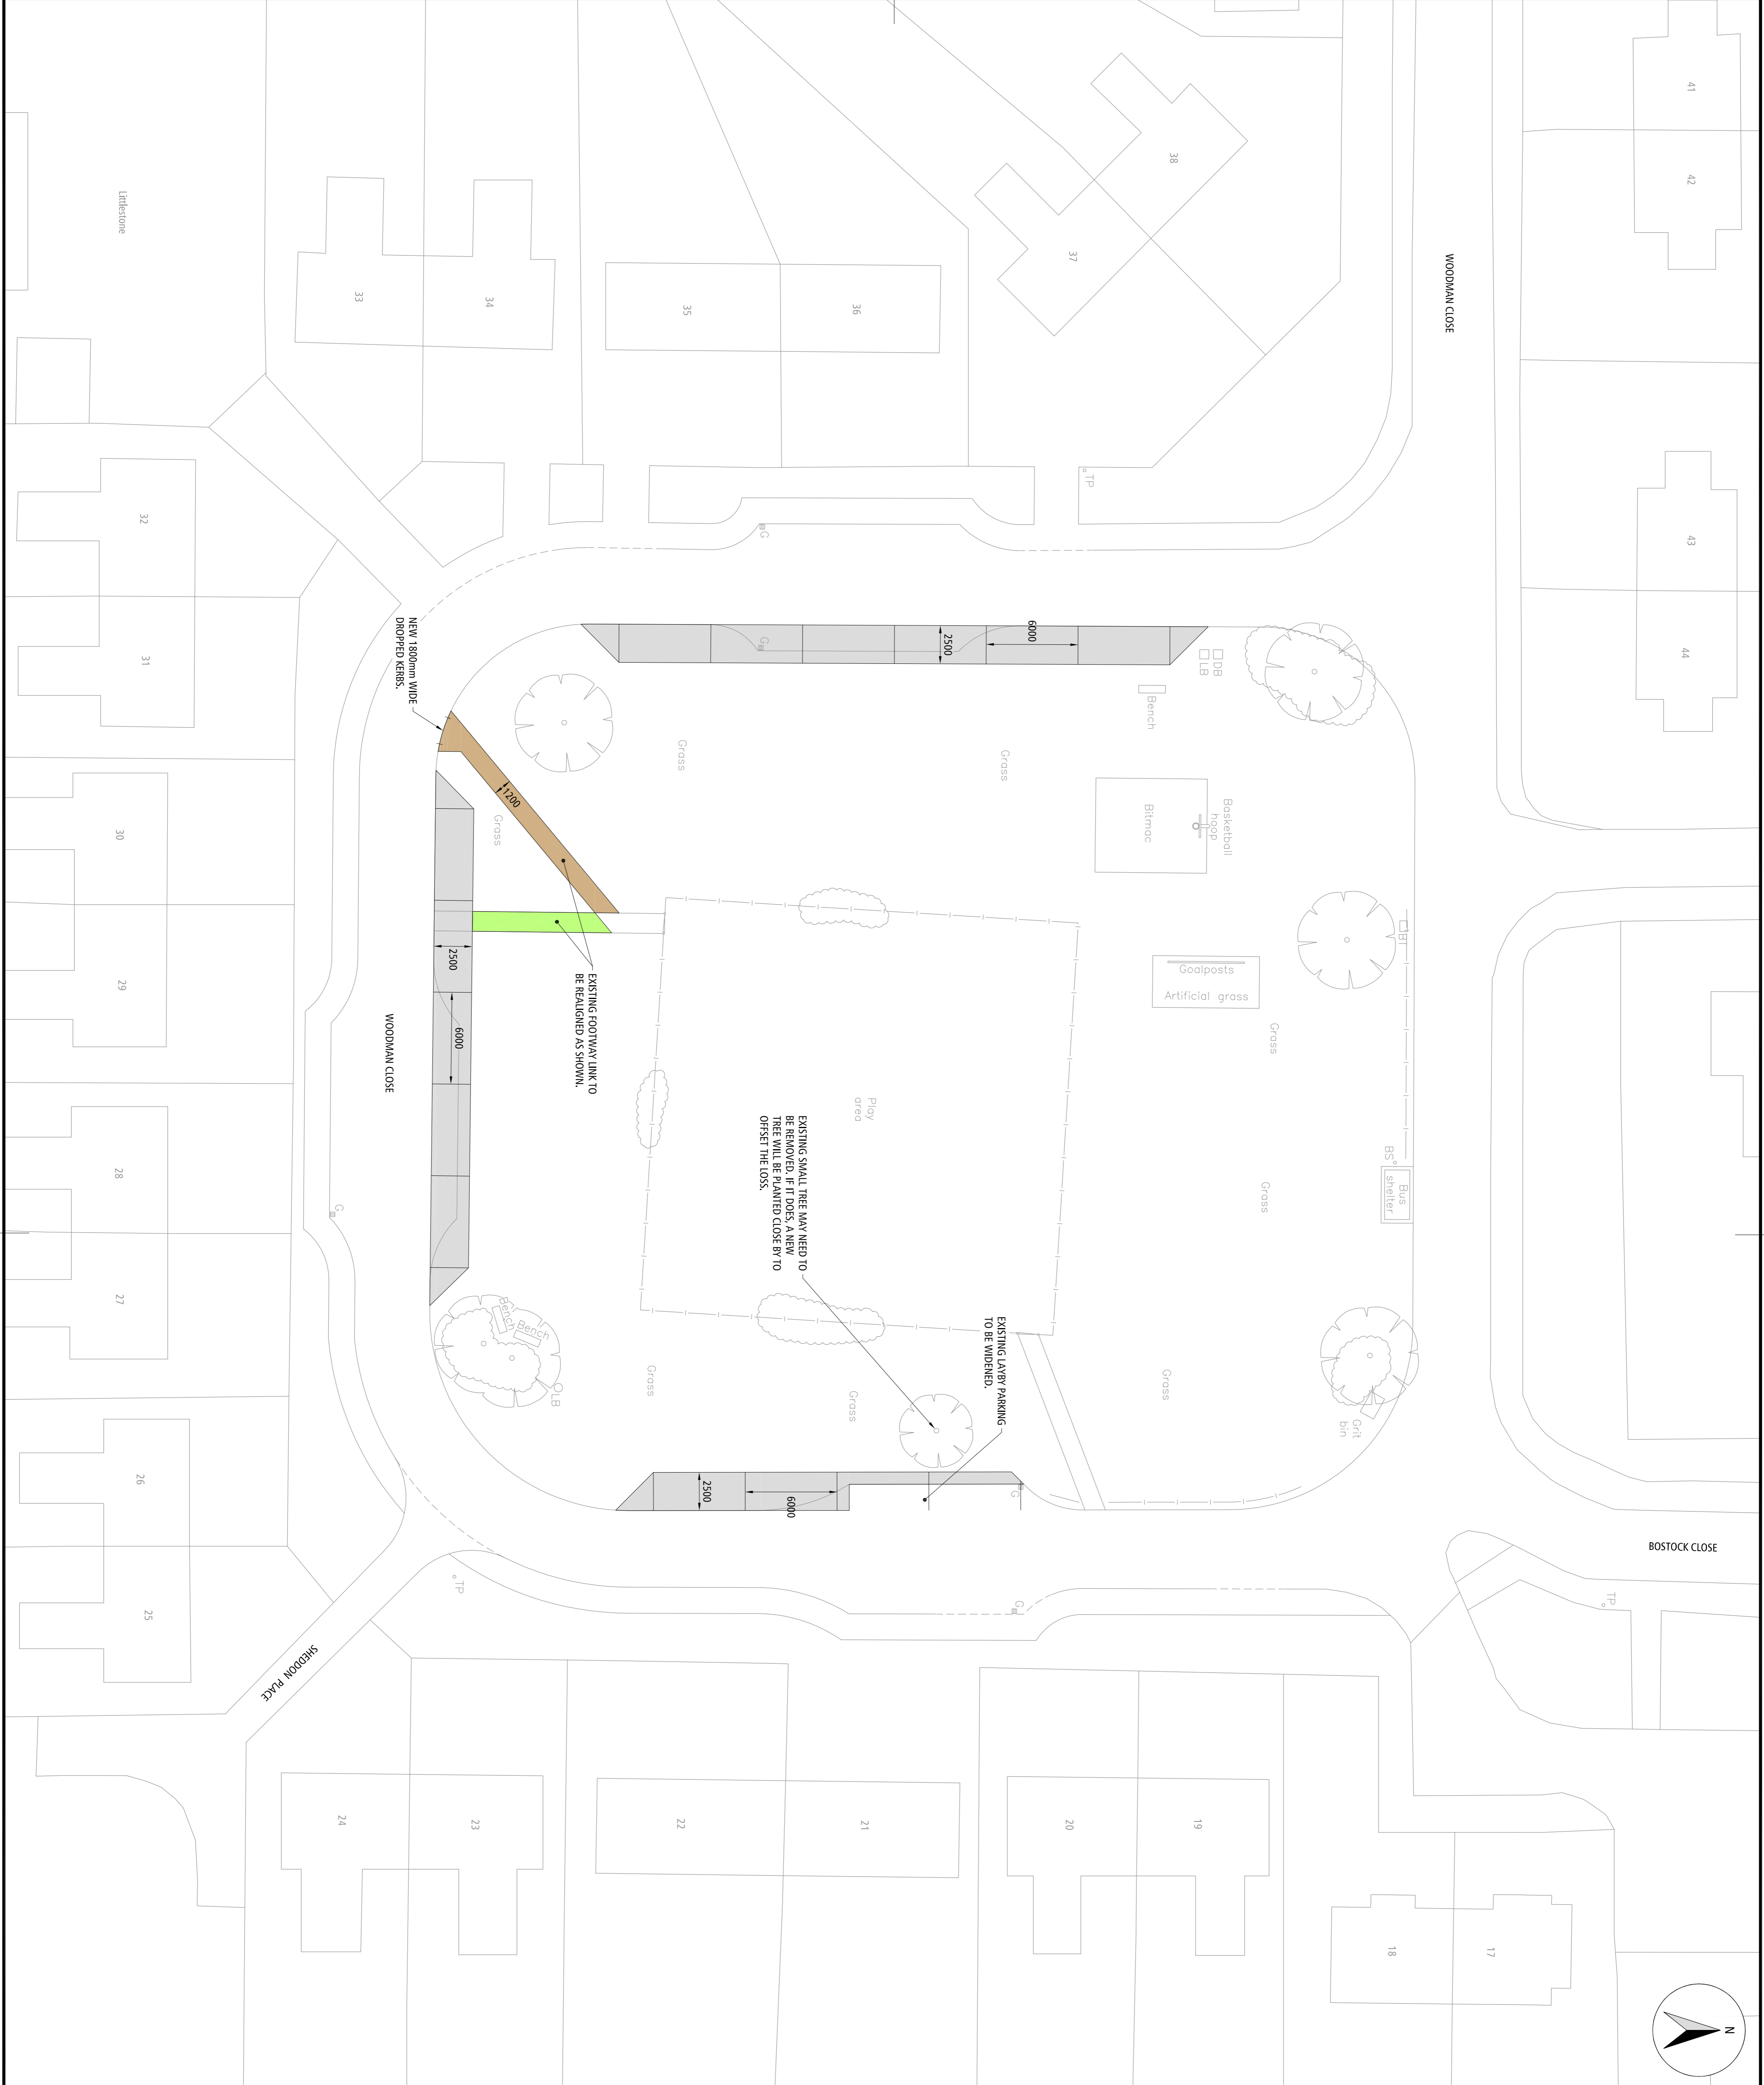 41
42
43
44
WOODMAN CLOSE
38
37
36
35
34
33
Littlestone
TP
G
32
31
30
29
28
27
26
25
NEW 1800mm WIDE
DROPPED KERBS.
6000
2500
G
DB
LB
Bench
Grass
Grass
Grass
1200
Basketball
hoop
Bitmac
BT
Goalposts
Artificial grass
Grass
EXISTING FOOTWAY LINK TO
BE REALIGNED AS SHOWN.
2500
6000
WOODMAN CLOSE
Play
area
BS
Bus
shelter
Grass
EXISTING SMALL TREE MAY NEED TO
BE REMOVED. IF IT DOES, A NEW
TREE WILL BE PLANTED CLOSE BY TO
OFFSET THE LOSS.
G
Bench
Bench
LB
EXISTING LAYBY PARKING
TO BE WIDENED.
Grass
Grass
Grass
Grit
bin
2500
6000
G
BOSTOCK CLOSE
TP
G
TP
SHEDDON PLACE
24
23
22
21
20
19
18
17
N